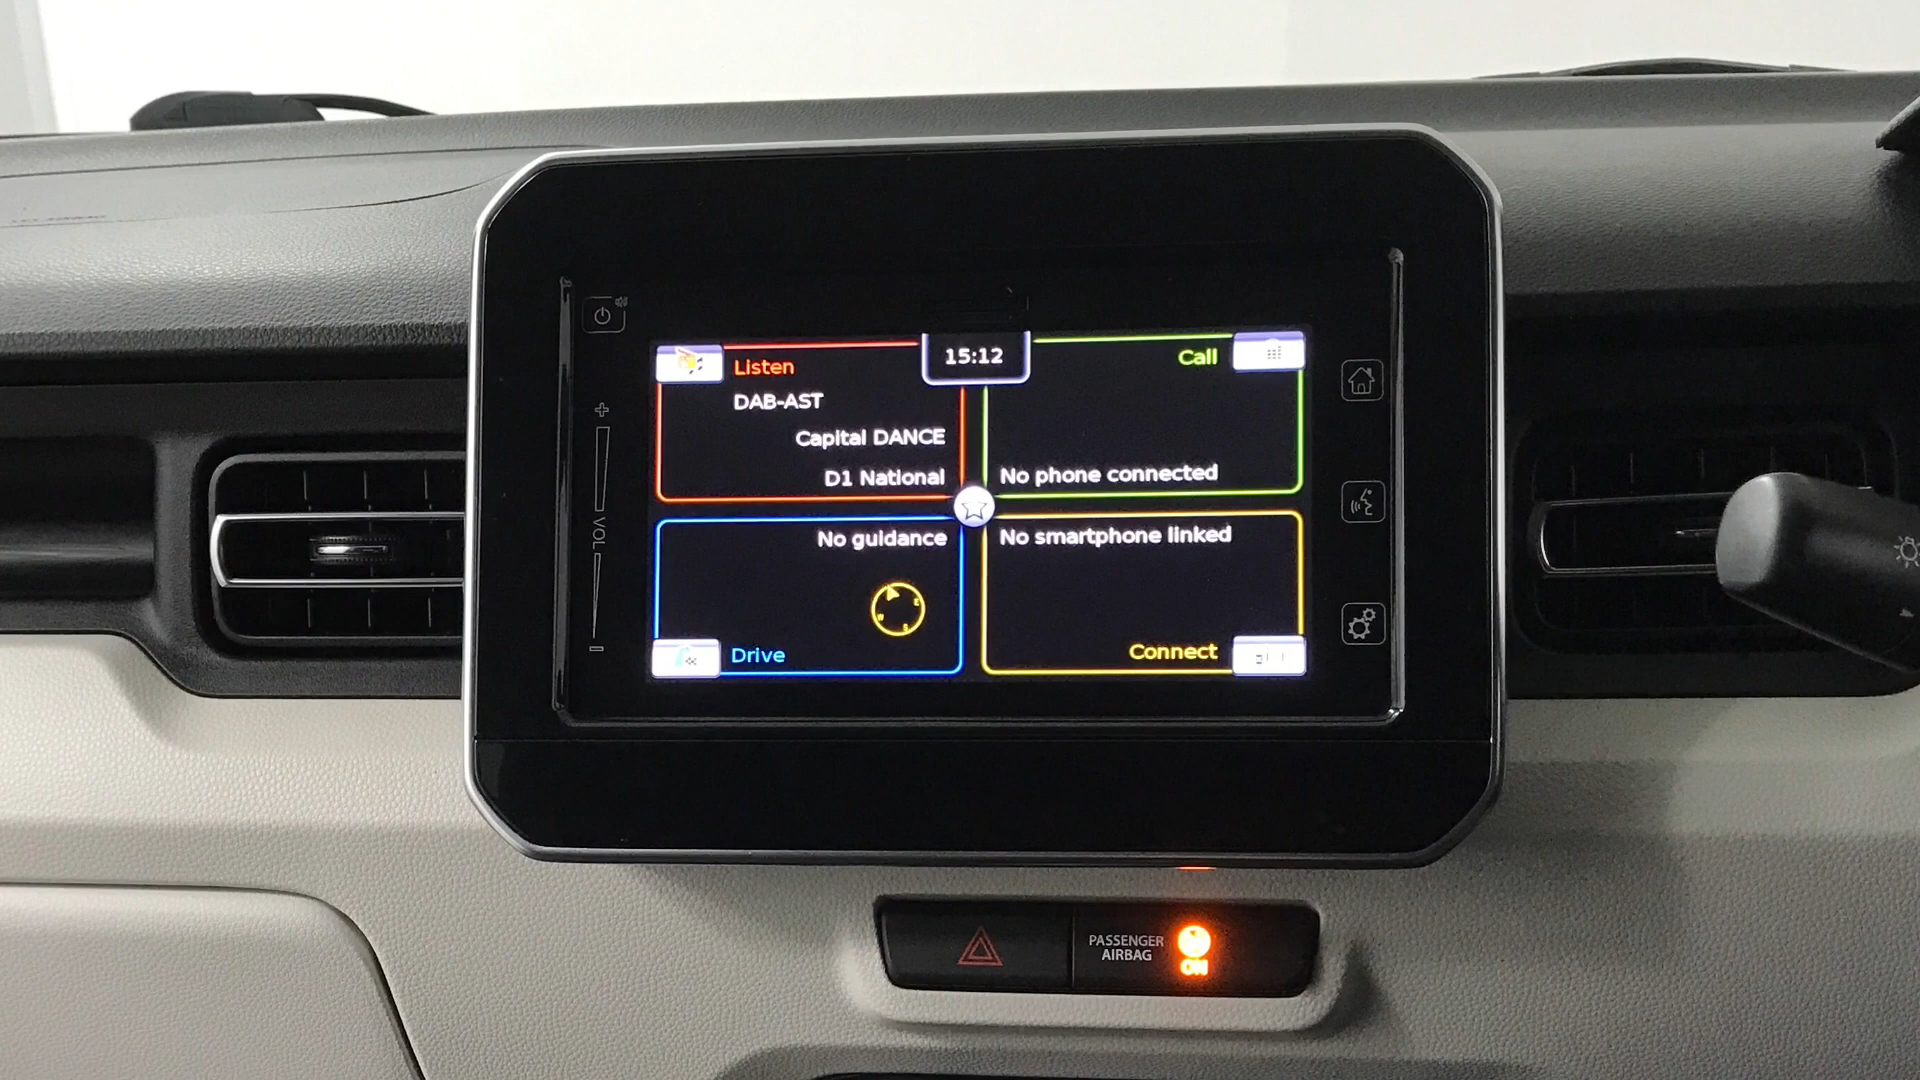 15:12
Listen
DAB-AST
Capital DANCE
D1 National
Call
No phone connected
No guidance
E
W
S
Drive
No smartphone linked
Connect
+
VOL
PASSENGER
AIRBAG
ON